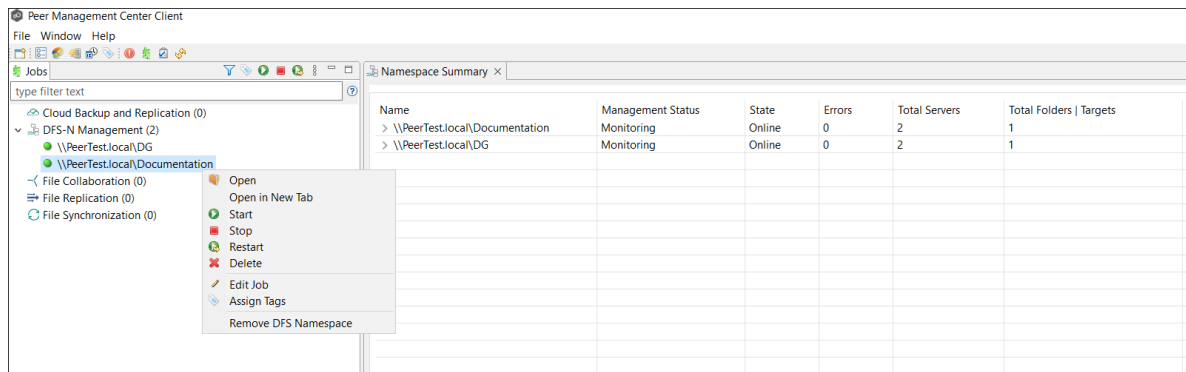 Peer Management Center Client
File Window Help
Jobs
type filter text
Cloud Backup and Replication (0)
DFS-N Management (2)
\\PeerTest.local\DG
\\PeerTest.local\Documentation
File Collaboration (0)
File Replication (0)
File Synchronization (0)
Open
Open in New Tab
Start
Stop
Restart
Delete
Edit Job
Assign Tags
Remove DFS Namespace
Namespace Summary
Name Management Status State Errors Total Servers Total Folders | Targets
\\PeerTest.local\Documentation Monitoring Online 0 2 1
\\PeerTest.local\DG Monitoring Online 0 2 1